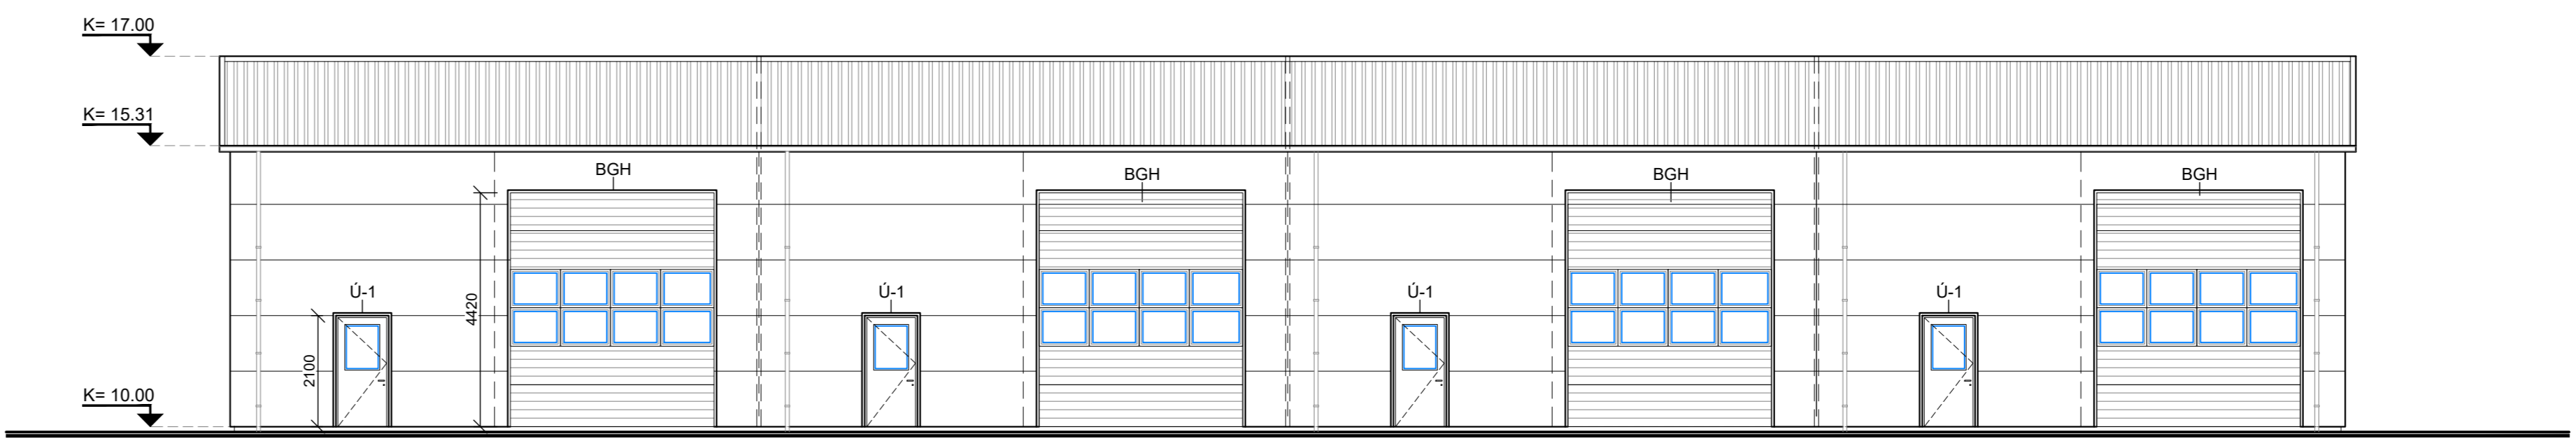 K= 17.00
K= 15.31
BGH
BGH
BGH
BGH
4420
Ú-1
Ú-1
Ú-1
Ú-1
2100
K= 10.00